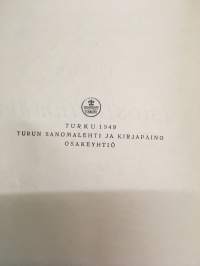 TURKU 1949
TURUN SANOMALEHTI JA KIRJAPAINO
OSAKEYHTIÖ